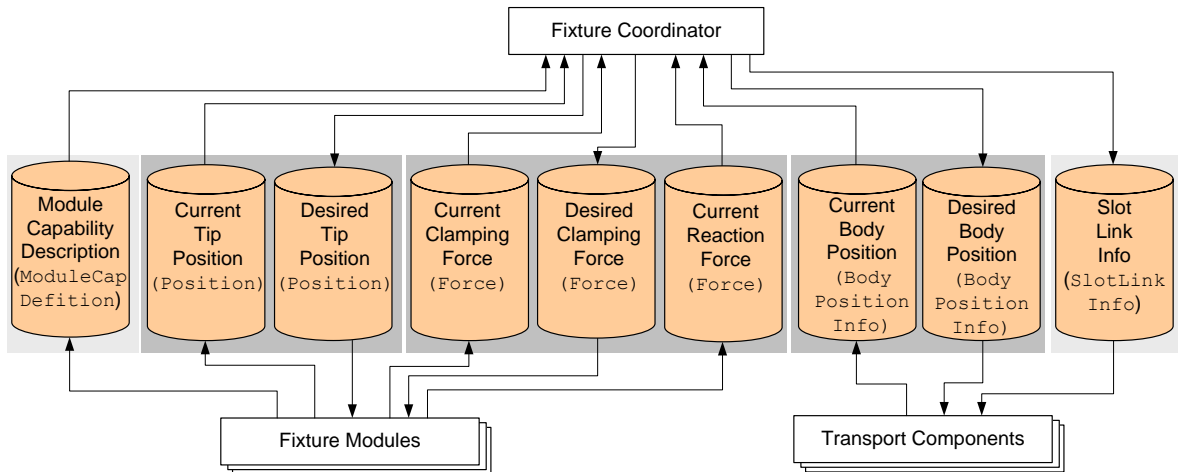 Fixture Coordinator
Module
Capability
Description
(ModuleCap
Defition)
Current
Tip
Position
(Position)
Desired
Tip
Position
(Position)
Current
Clamping
Force
(Force)
Desired
Clamping
Force
(Force)
Current
Reaction
Force
(Force)
Current
Body
Position
(Body
Position
Info)
Desired
Body
Position
(Body
Position
Info)
Slot
Link
Info
(SlotLink
Info)
Fixture Modules
Transport Components